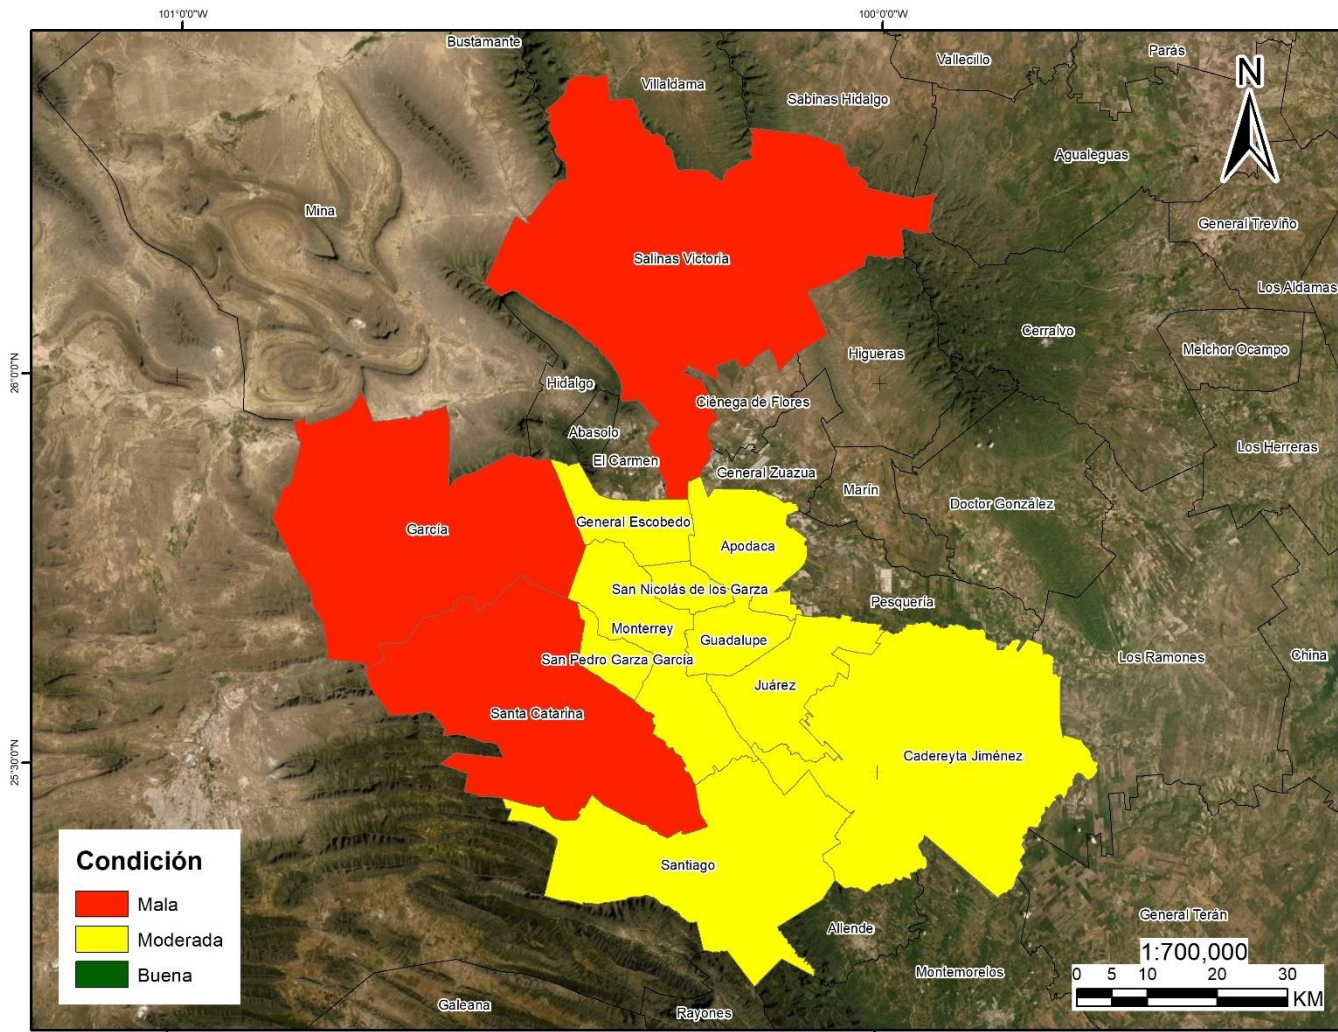 101°0'0"W
100°0'0"W
Bustamante
Vallecillo
Parás
N
Villaldama
Sabinas Hidalgo
Agualeguas
Mina
General Treviño
Salinas Victoria
Los Aldamas
Cerralvo
Melchor Ocampo
Higueras
26°0'0"N
Hidalgo
Ciénega de Flores
Abasolo
Los Herreras
El Carmen
General Zuazua
Marín
Doctor González
García
General Escobedo
Apodaca
San Nicolás de los Garza
Pesquería
Monterrey
Guadalupe
San Pedro Garza García
Los Ramones
China
Juárez
Santa Catarina
Cadereyta Jiménez
25°30'0"N
Santiago
Condición
Mala
Moderada
Buena
General Terán
Allende
1:700,000
Montemorelos
0 5 10 20 30
KM
Galeana
Rayones